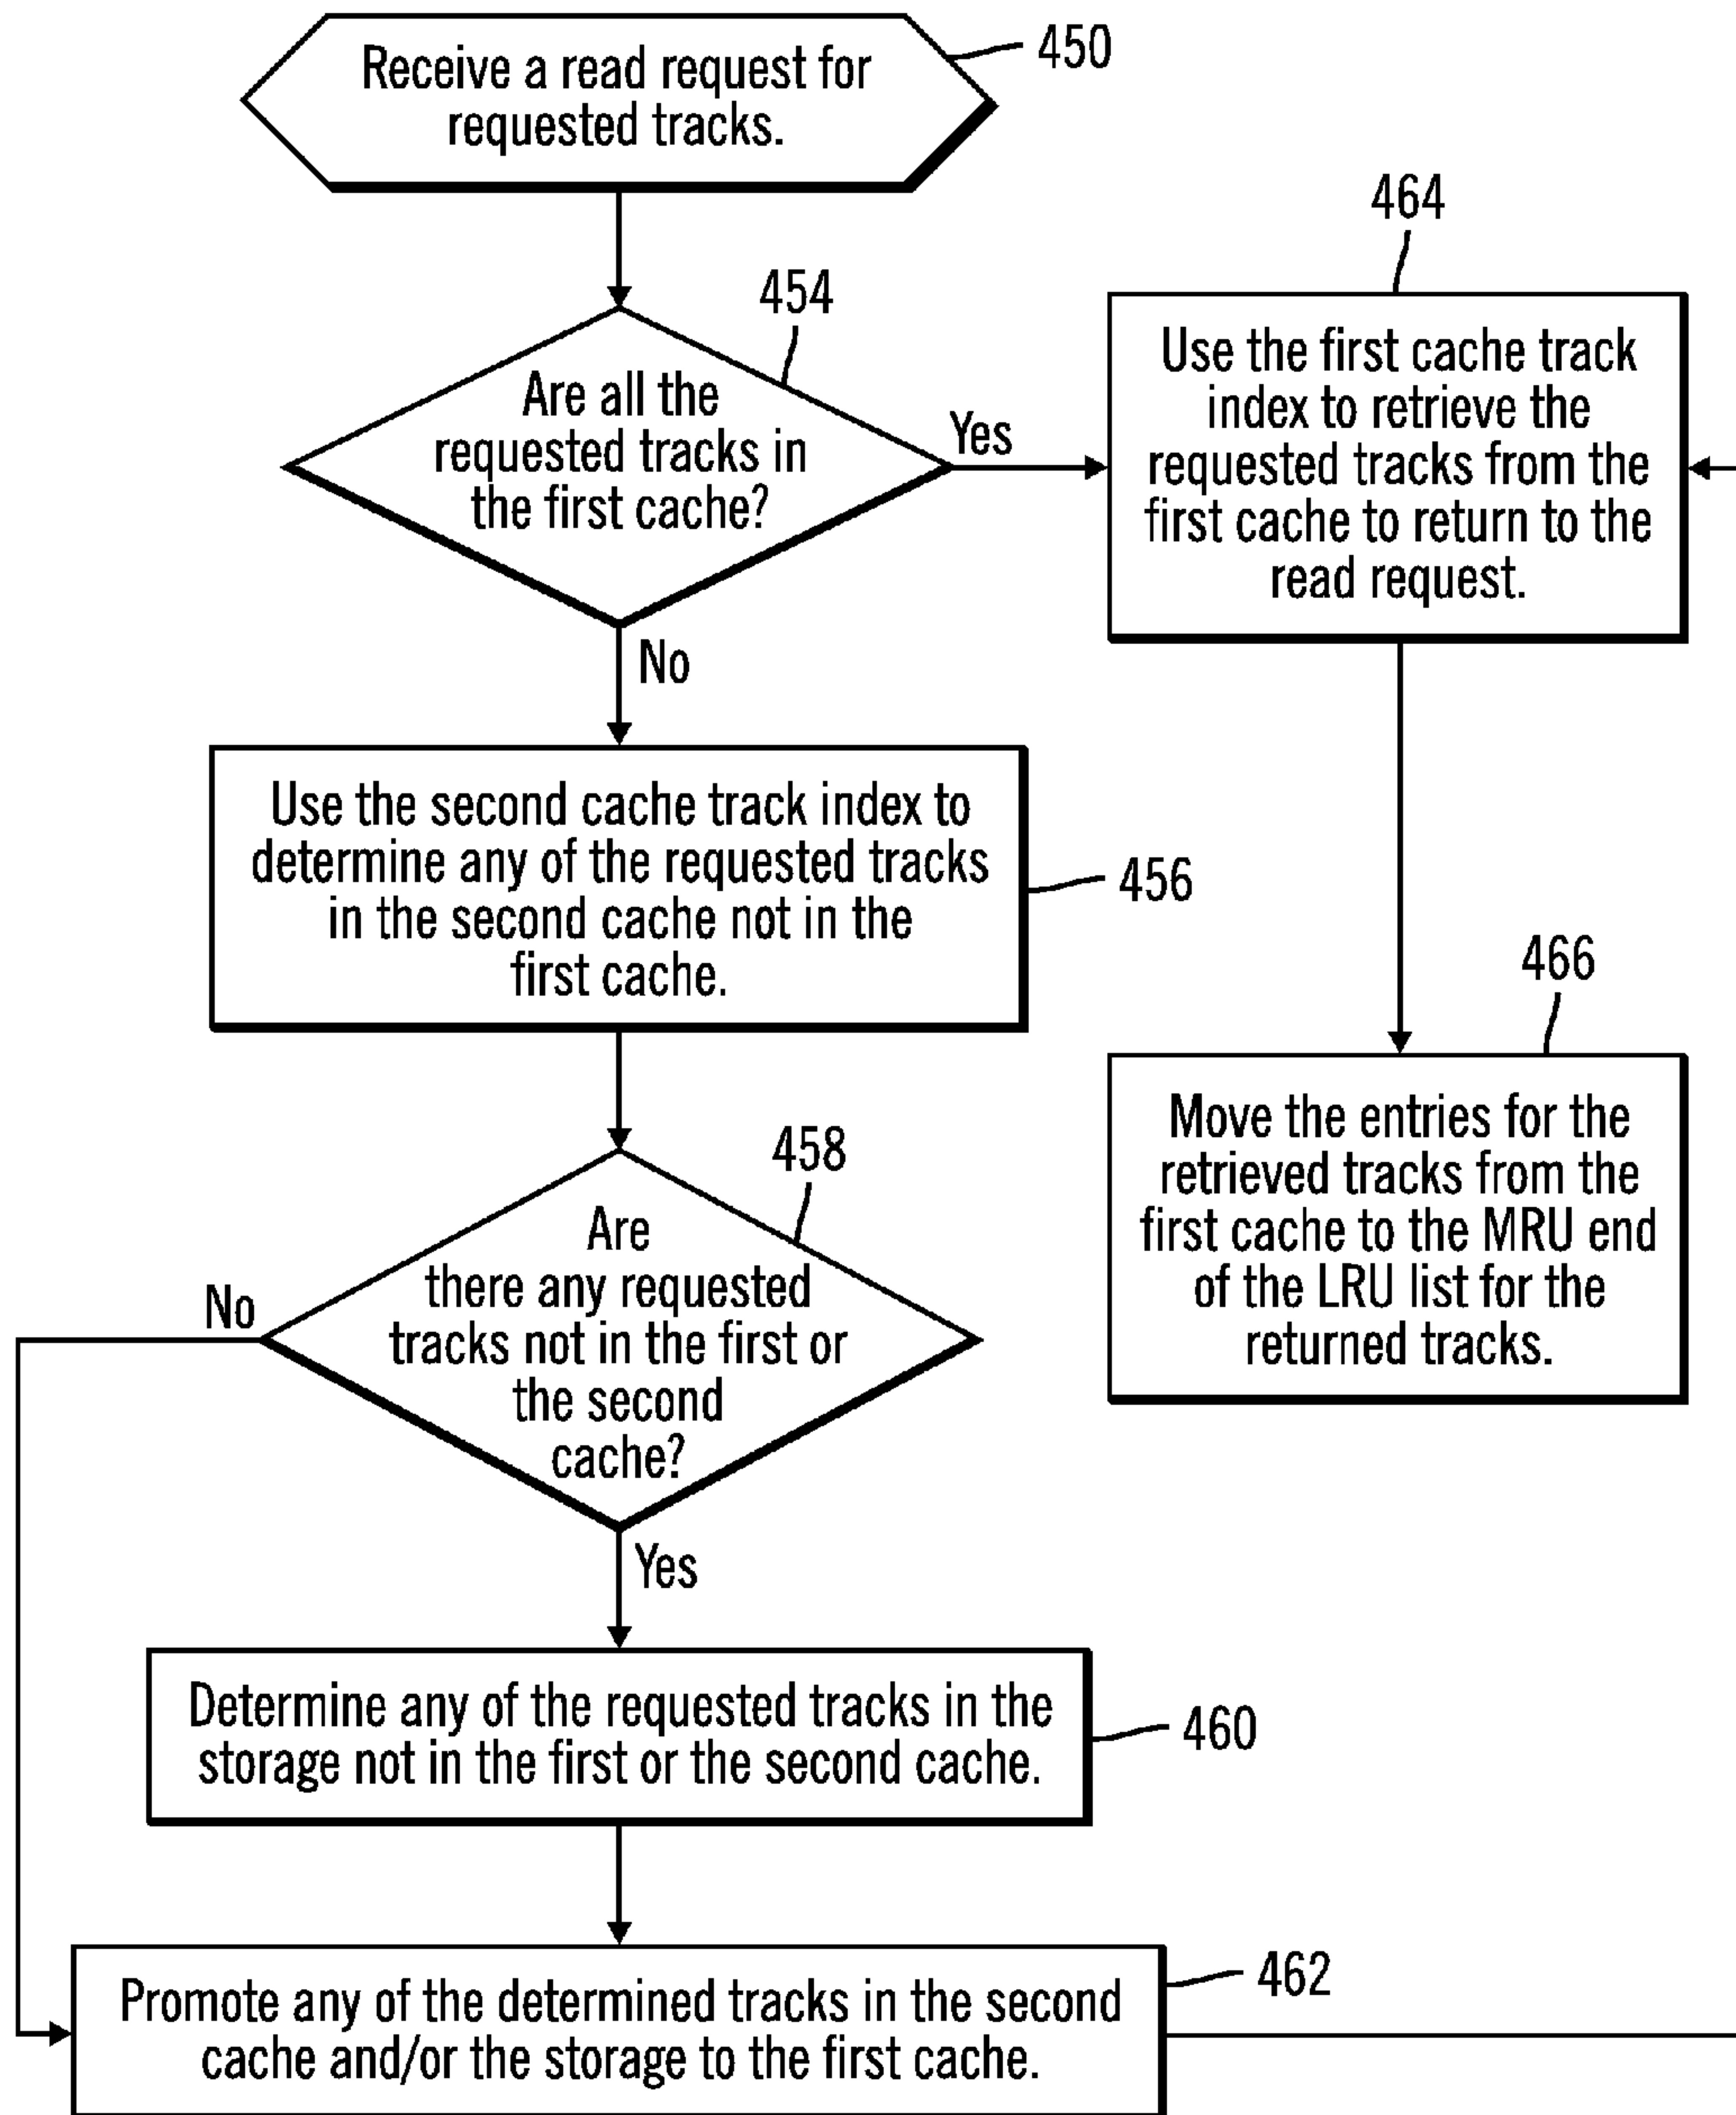 Receive a read request for
requested tracks.
450
454
Are all the
requested tracks in
the first cache?
Yes
No
464
Use the first cache track
index to retrieve the
requested tracks from the
first cache to return to the
read request.
Use the second cache track index to
determine any of the requested tracks
in the second cache not in the
first cache.
456
466
Move the entries for the
retrieved tracks from the
first cache to the MRU end
of the LRU list for the
returned tracks.
458
Are
there any requested
tracks not in the first or
the second
cache?
No
Yes
Determine any of the requested tracks in the
storage not in the first or the second cache.
460
Promote any of the determined tracks in the second
cache and/or the storage to the first cache.
462